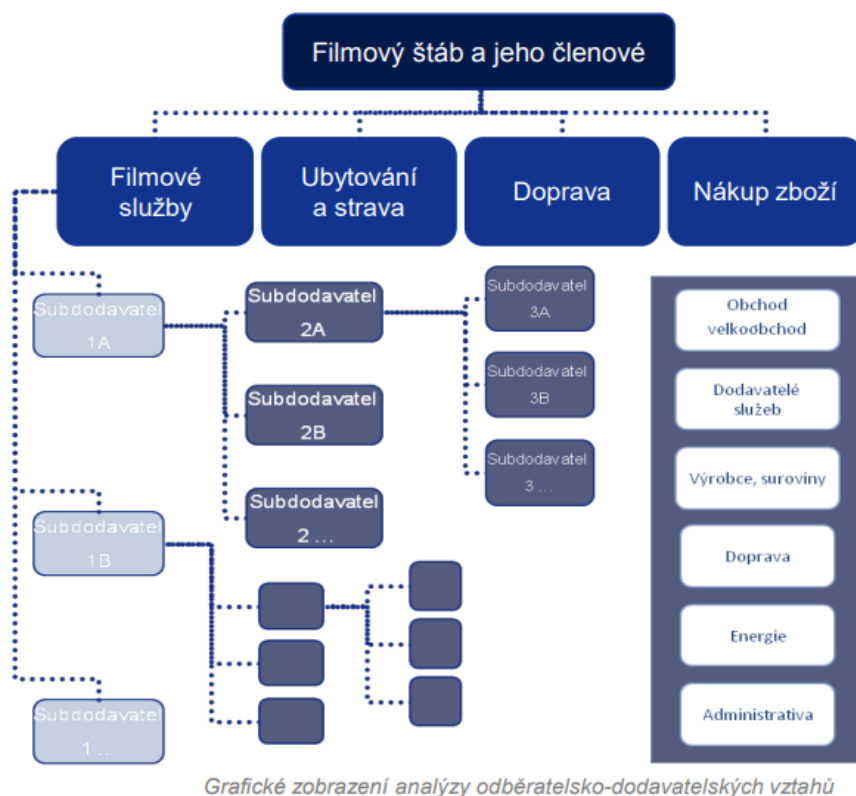 Filmový štáb a jeho členové
Filmové
služby
Ubytování
a strava
Doprava
Nákup zboží
Subdodavatel
1A
Subdodavatel
2A
Subdodavatel
3A
Subdodavatel
2B
Subdodavatel
3B
Subdodavatel
2 ...
Subdodavatel
3 ...
Subdodavatel
1B
Subdodavatel
1 ...
Obchod
velkoobchod
Dodavatelé
služeb
Výrobce, suroviny
Doprava
Energie
Administrativa
Grafické zobrazení analýzy odběratelsko-dodavatelských vztahů